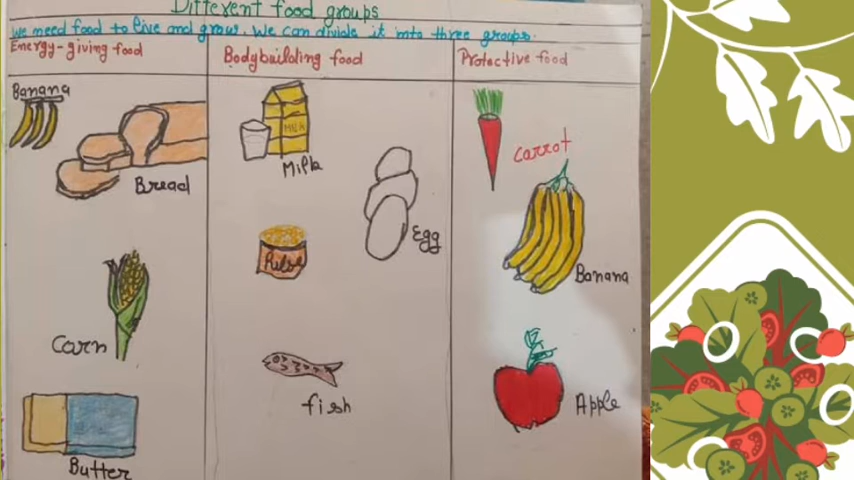 Different food groups
we need food to live and grow. We can divide it into three groups.
Energy-giving food
Banana
Bread
Corn
Butter
Bodybuilding food
MILK
Milk
Egg
fish
Protective food
Carrot
Banana
Apple